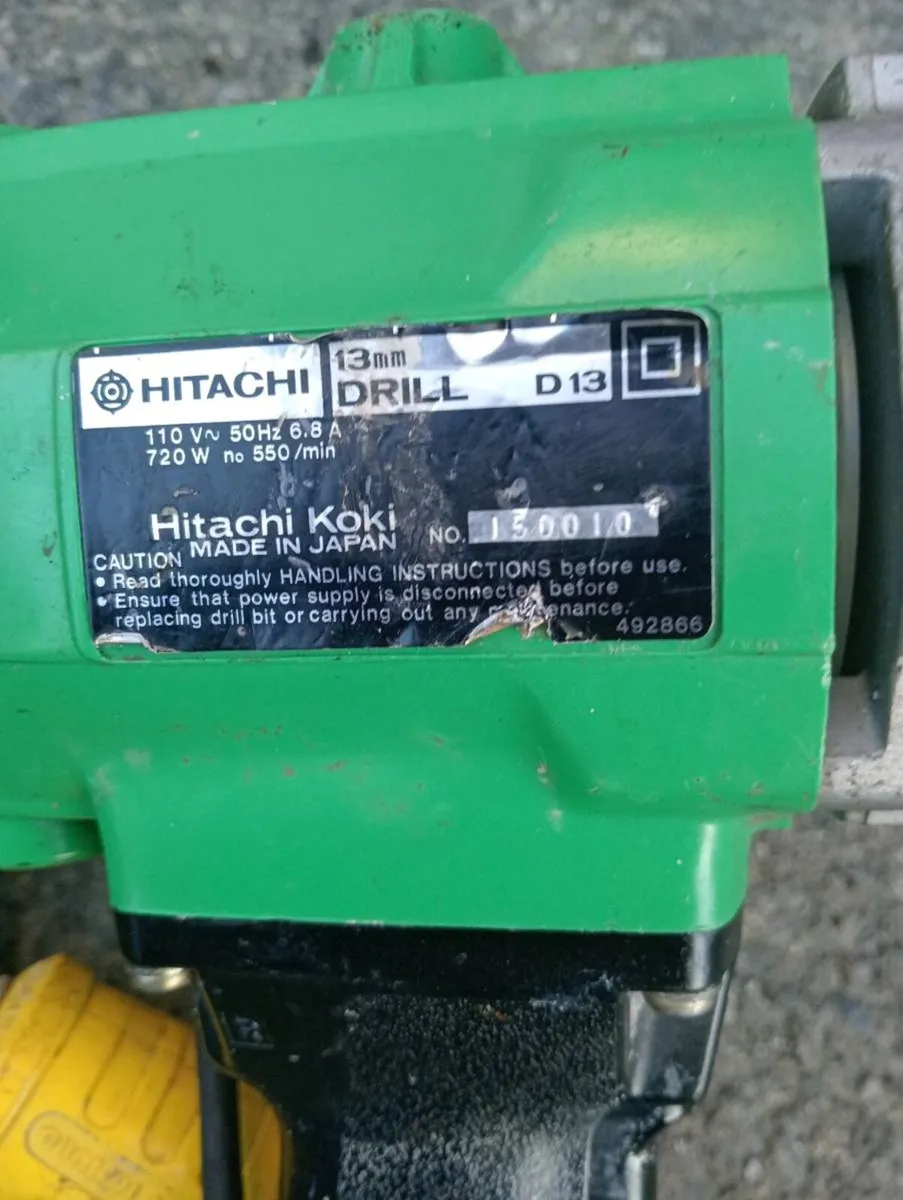 HITACHI
13mm
DRILL D13
110 V~ 50Hz 6.8 A
720 W no 550/min
Hitachi Koki
MADE IN JAPAN
NO. 150010
CAUTION
• Read thoroughly HANDLING INSTRUCTIONS before use.
• Ensure that power supply is disconnected before
replacing drill bit or carrying out any maintenance.
492866